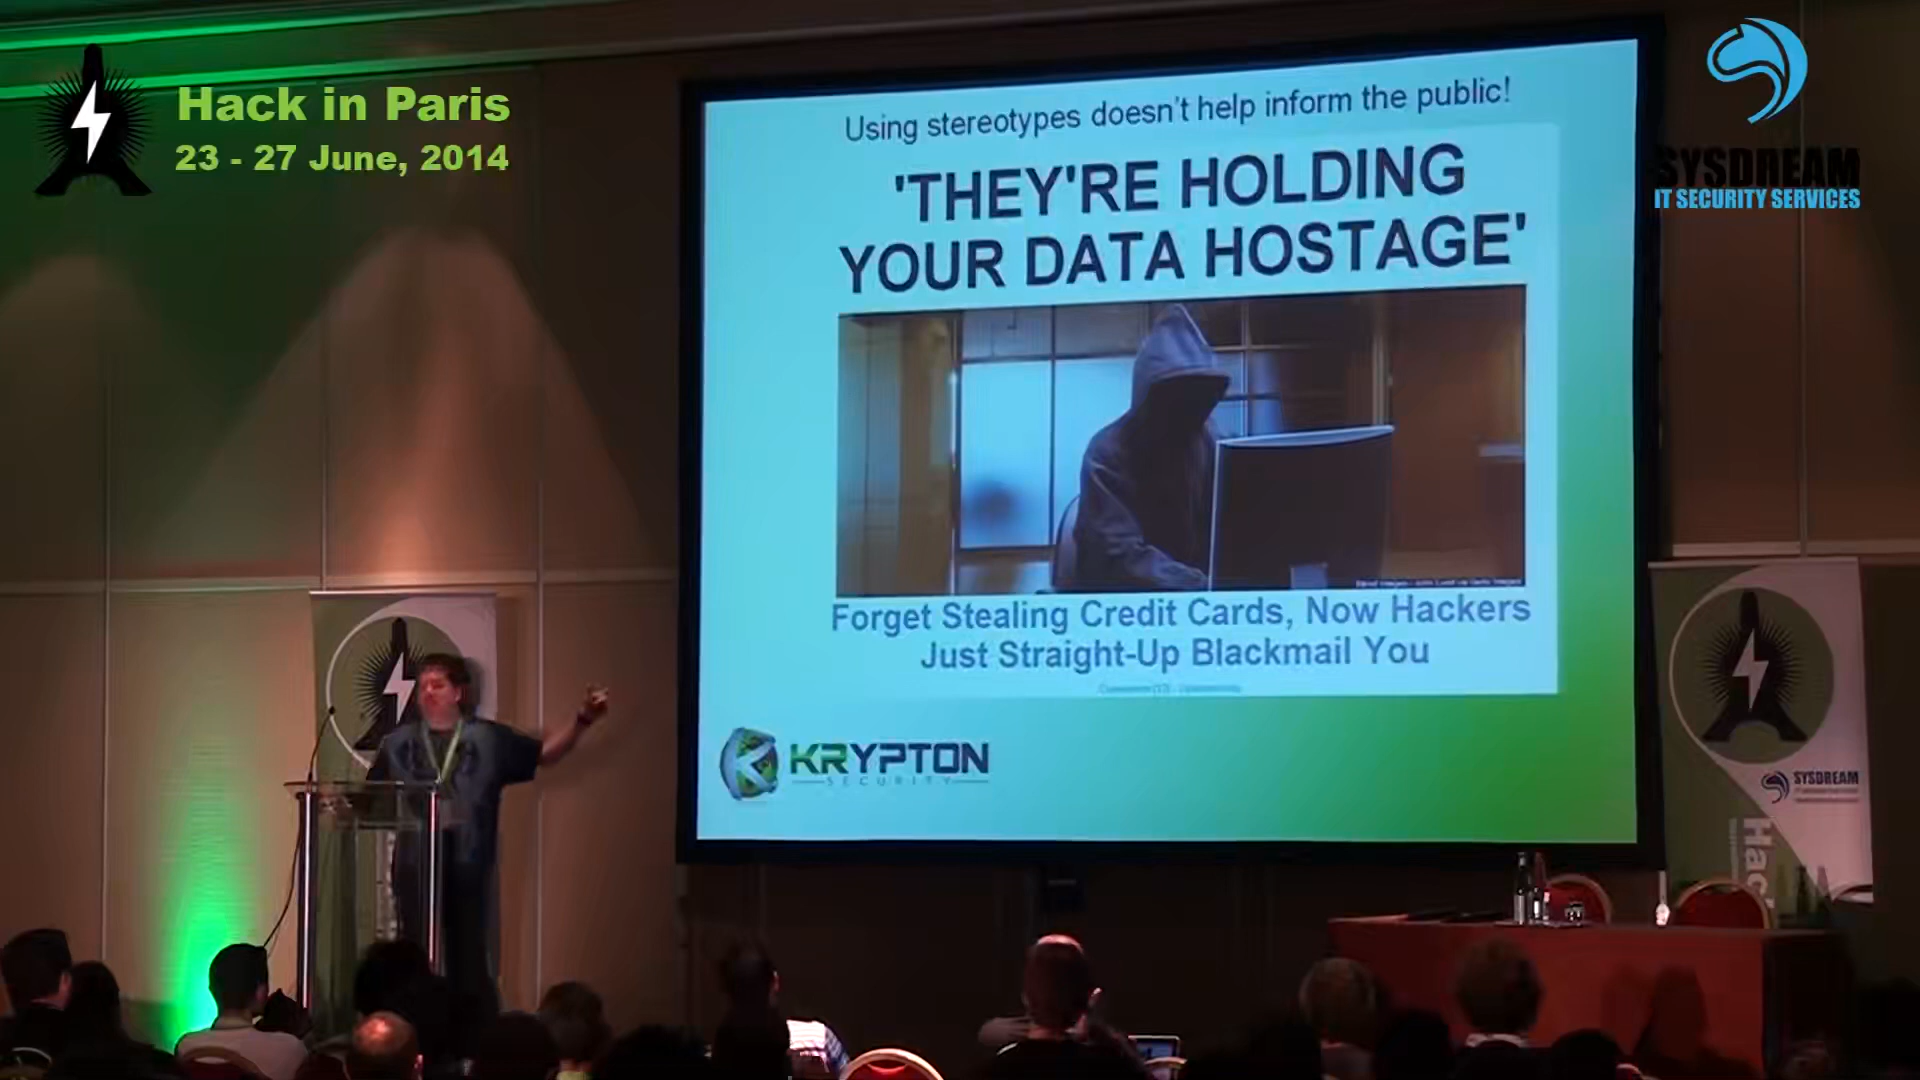 Hack in Paris
23 - 27 June, 2014
SYSDREAM
IT SECURITY SERVICES
Using stereotypes doesn't help inform the public!
'THEY'RE HOLDING
YOUR DATA HOSTAGE'
Forget Stealing Credit Cards, Now Hackers
Just Straight-Up Blackmail You
KRYPTON
SECURITY
SYSDREAM
Hac